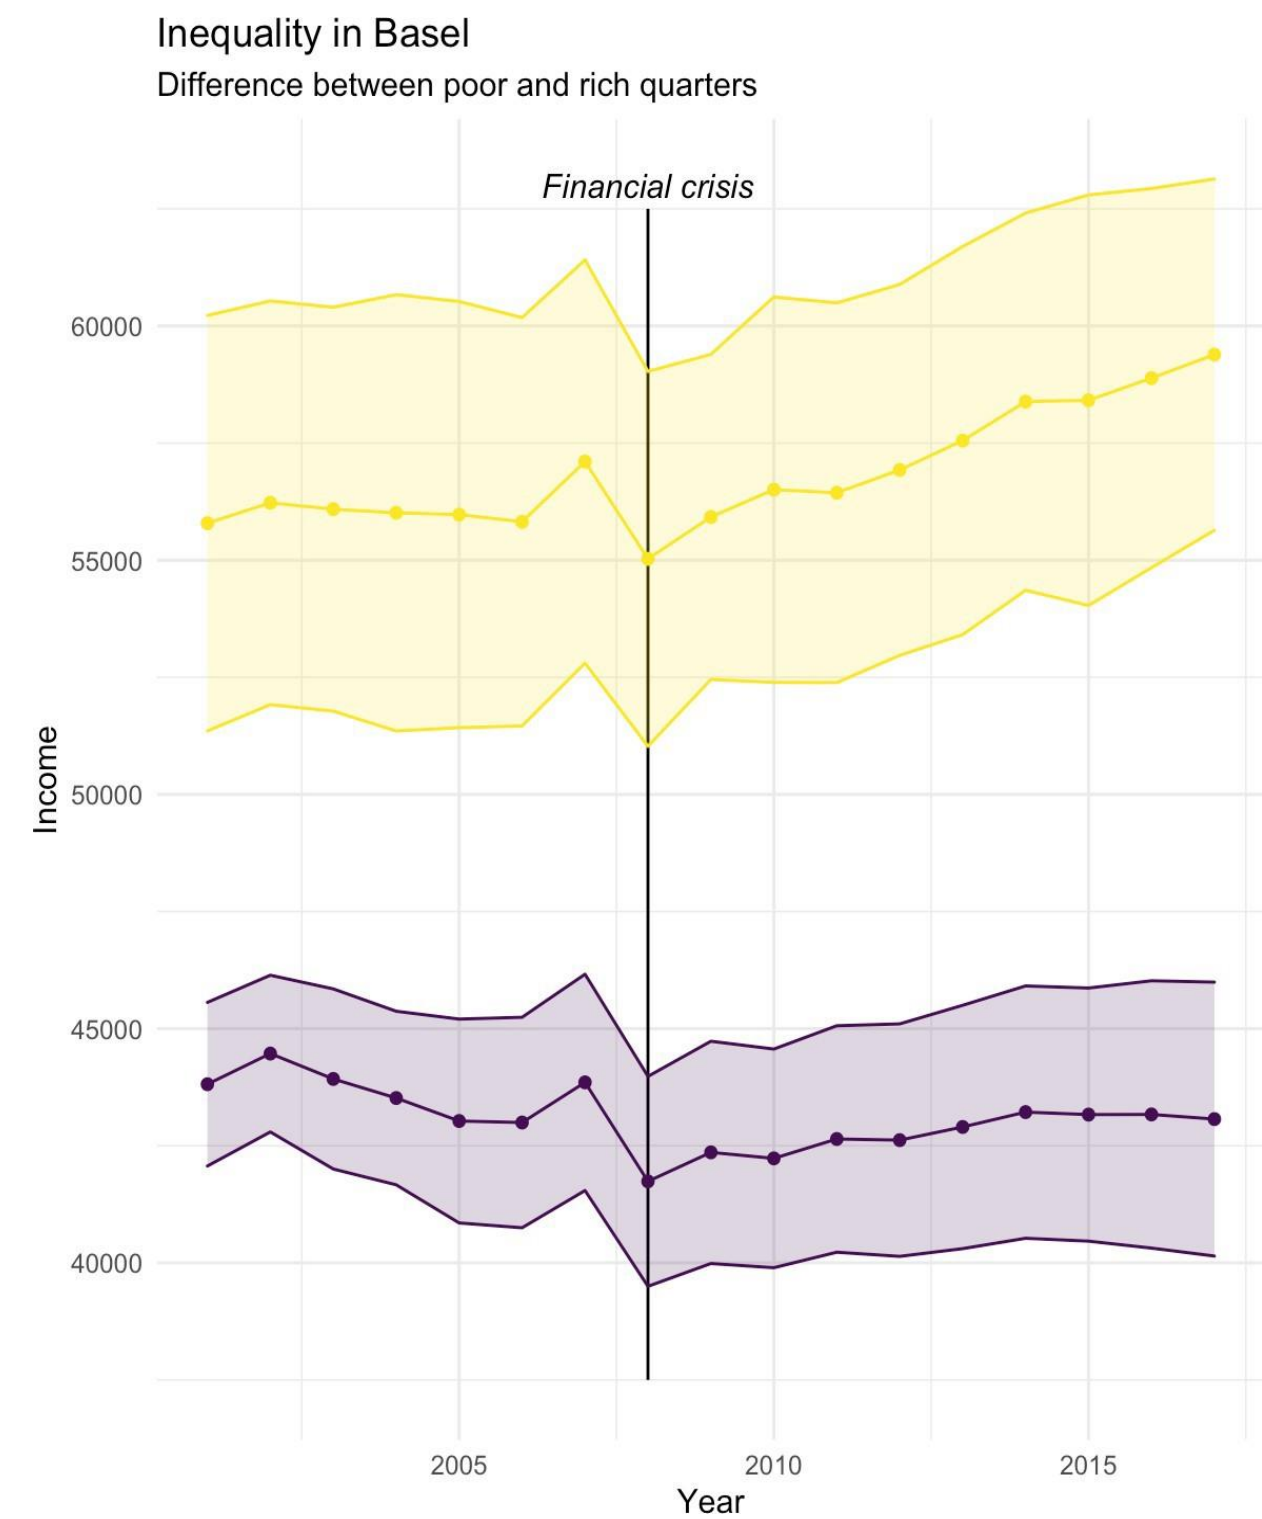 Inequality in Basel
Difference between poor and rich quarters
Financial crisis
60000
55000
50000
45000
40000
Income
2005 2010 2015
Year